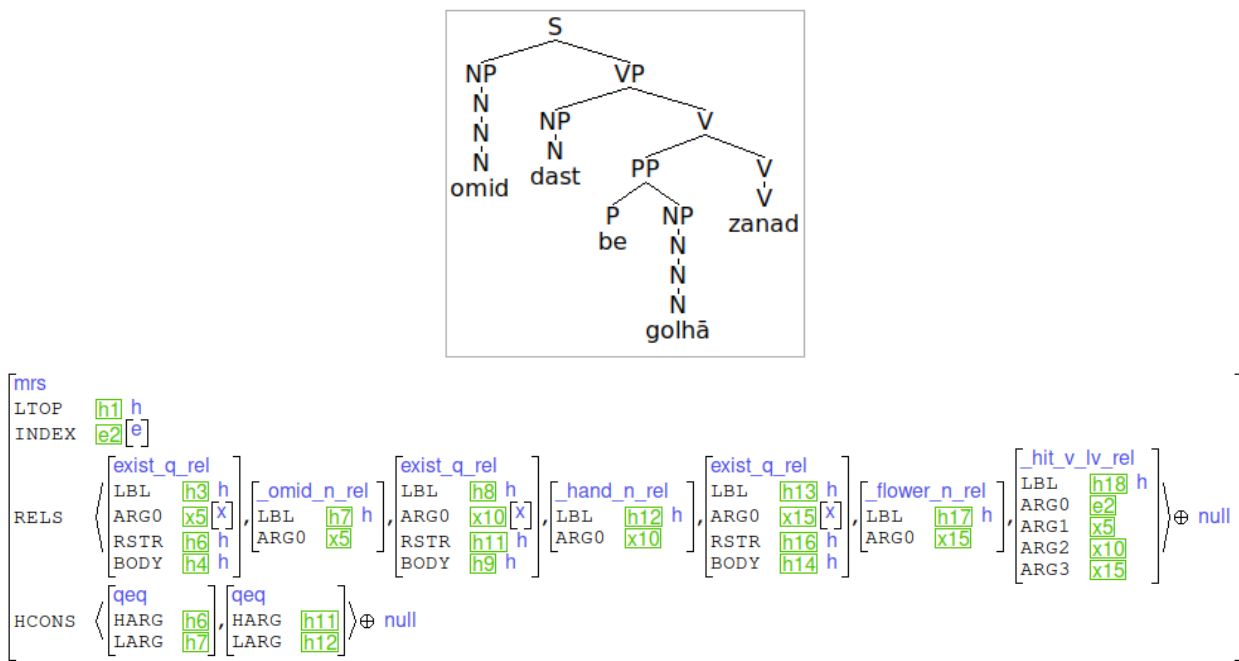 S
NP VP
N NP V
N N PP V
N dast P NP V
omid be N zanad
N
N
golhā
mrs
LTOP h1 h
INDEX e2 e
RELS exist_q_rel LBL h3 h ARG0 x5 x RSTR h6 h BODY h4 h , _omid_n_rel LBL h7 h ARG0 x5 , exist_q_rel LBL h8 h ARG0 x10 x RSTR h11 h BODY h9 h , _hand_n_rel LBL h12 h ARG0 x10 , exist_q_rel LBL h13 h ARG0 x15 x RSTR h16 h BODY h14 h , _flower_n_rel LBL h17 h ARG0 x15 , _hit_v_lv_rel LBL h18 h ARG0 e2 ARG1 x5 ARG2 x10 ARG3 x15 ⊕ null
HCONS qeq HARG h6 LARG h7 , qeq HARG h11 LARG h12 ⊕ null